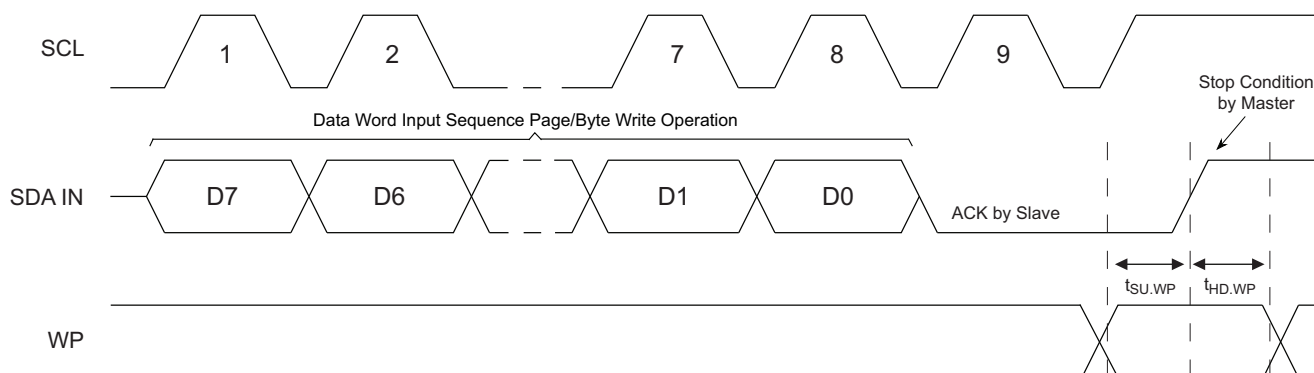 SCL
1 2 7 8 9
Stop Condition
by Master
Data Word Input Sequence Page/Byte Write Operation
SDA IN
D7 D6 D1 D0
ACK by Slave
tSU.WP tHD.WP
WP